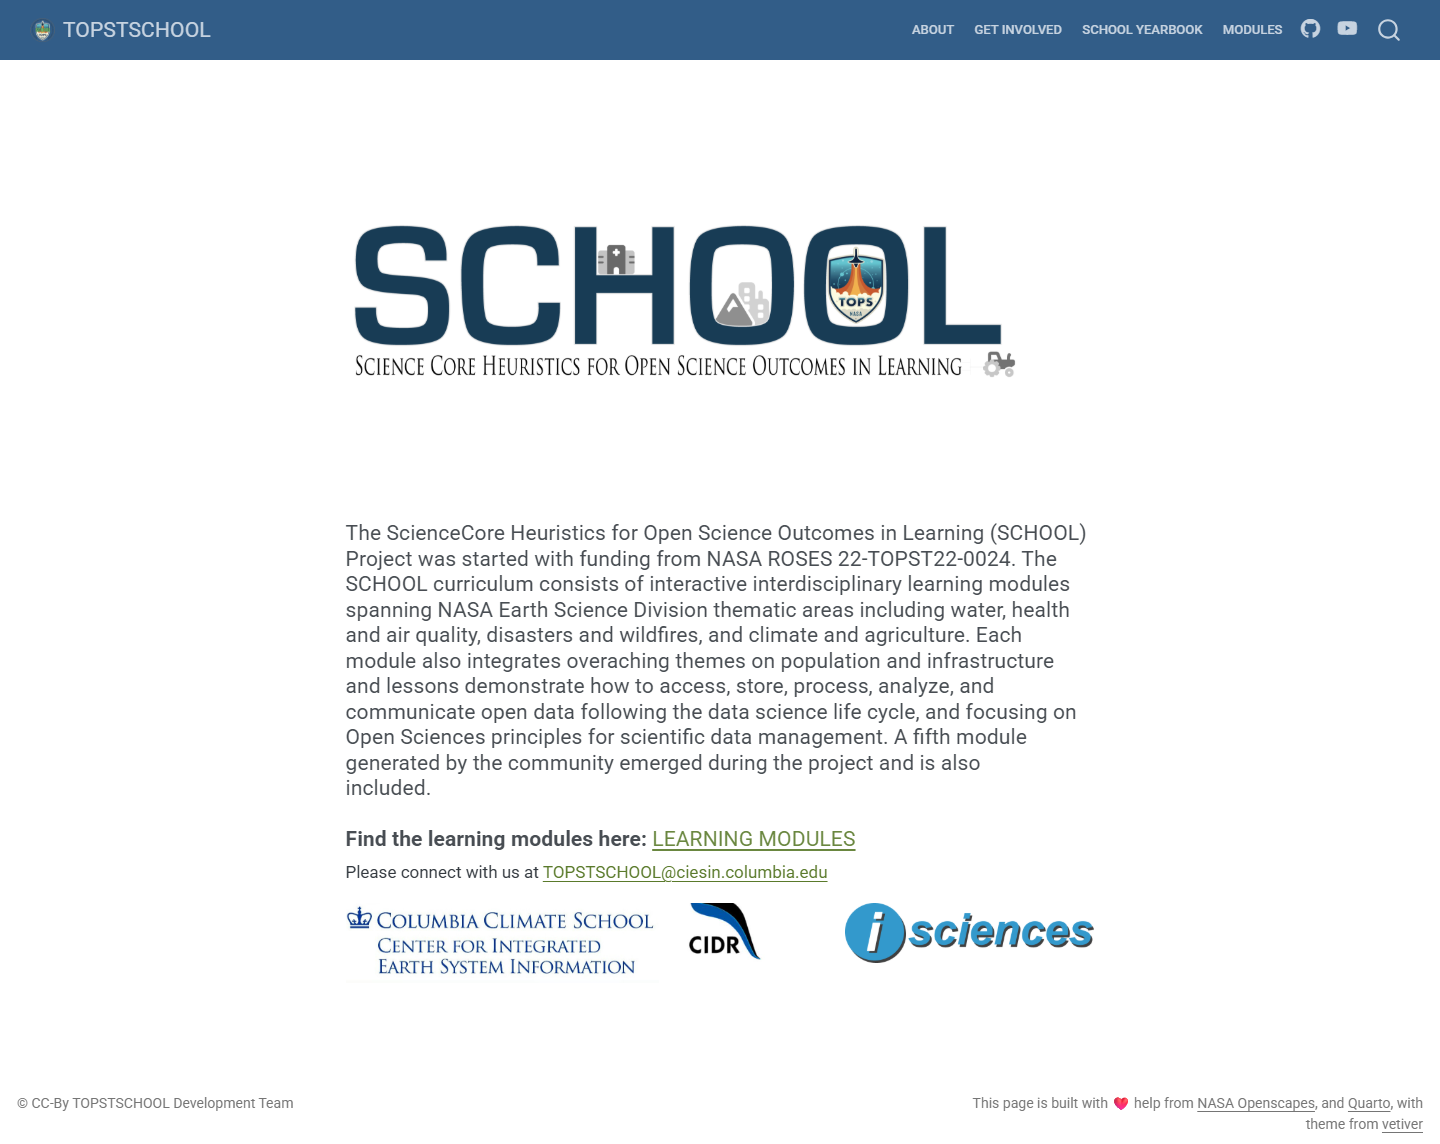 TOPSTSCHOOL
ABOUT GET INVOLVED SCHOOL YEARBOOK MODULES
SCHOOL
TOPS
NASA
Science Core Heuristics for Open Science Outcomes in Learning
The ScienceCore Heuristics for Open Science Outcomes in Learning (SCHOOL)
Project was started with funding from NASA ROSES 22-TOPST22-0024. The
SCHOOL curriculum consists of interactive interdisciplinary learning modules
spanning NASA Earth Science Division thematic areas including water, health
and air quality, disasters and wildfires, and climate and agriculture. Each
module also integrates overaching themes on population and infrastructure
and lessons demonstrate how to access, store, process, analyze, and
communicate open data following the data science life cycle, and focusing on
Open Sciences principles for scientific data management. A fifth module
generated by the community emerged during the project and is also
included.
Find the learning modules here: LEARNING MODULES
Please connect with us at TOPSTSCHOOL@ciesin.columbia.edu
Columbia Climate School
Center for Integrated
Earth System Information
CIDR
i sciences
© CC-By TOPSTSCHOOL Development Team
This page is built with 💖 help from NASA Openscapes, and Quarto, with
theme from vetiver